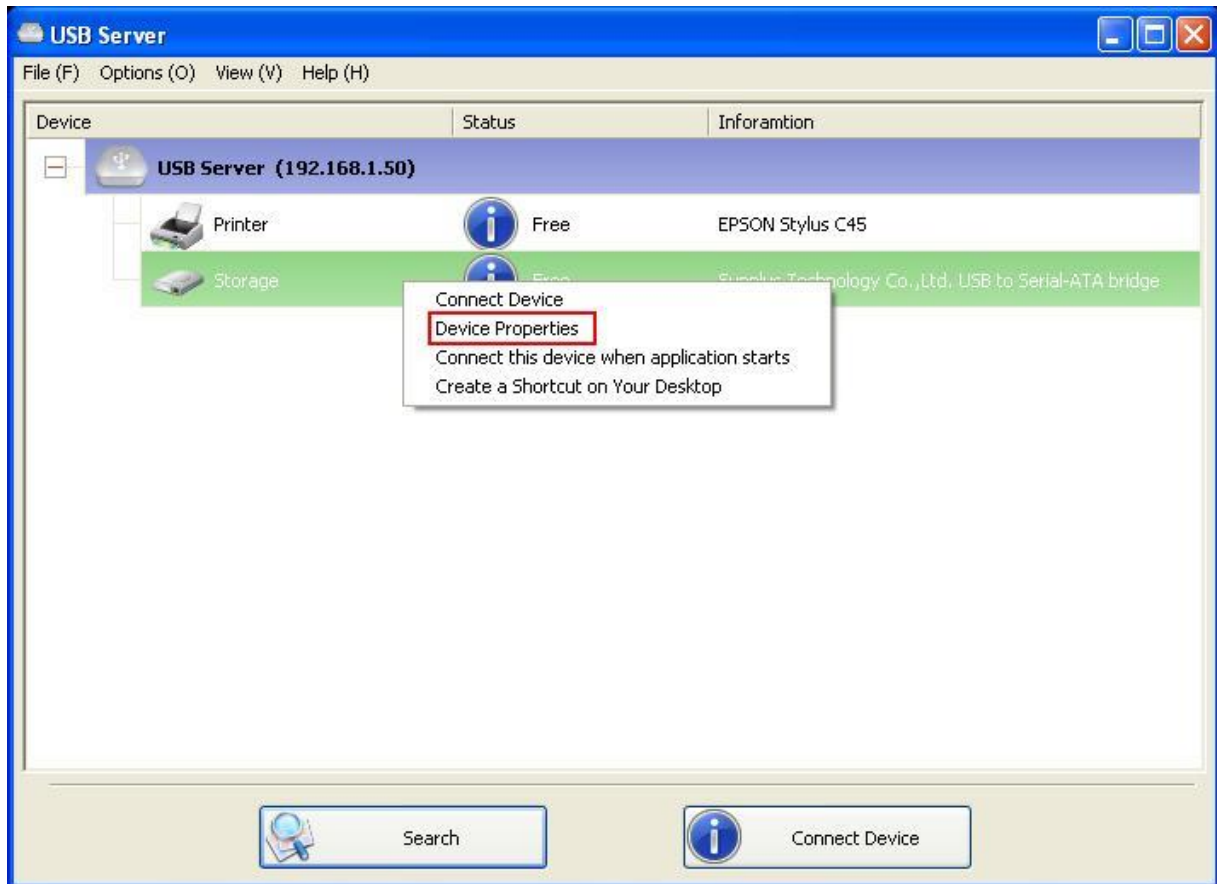 USB Server
File (F) Options (O) View (V) Help (H)
Device Status Inforamtion
USB Server (192.168.1.50)
Printer Free EPSON Stylus C45
Storage Free Technology Co.,Ltd. USB to Serial-ATA bridge
Connect Device
Device Properties
Connect this device when application starts
Create a Shortcut on Your Desktop
Search Connect Device